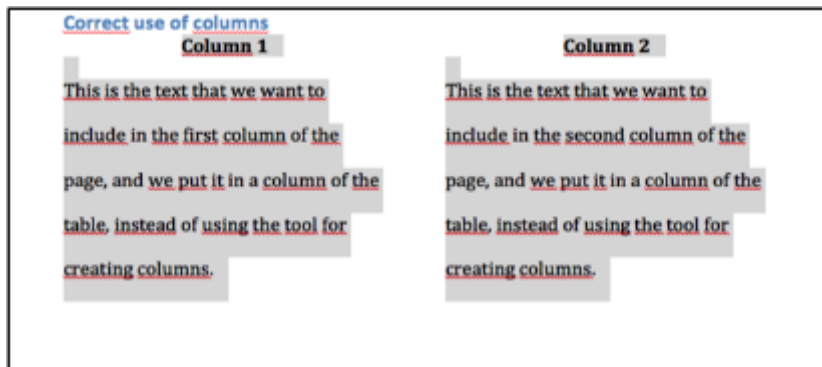 Correct use of columns
Column 1
This is the text that we want to
include in the first column of the
page, and we put it in a column of the
table, instead of using the tool for
creating columns.
Column 2
This is the text that we want to
include in the second column of the
page, and we put it in a column of the
table, instead of using the tool for
creating columns.